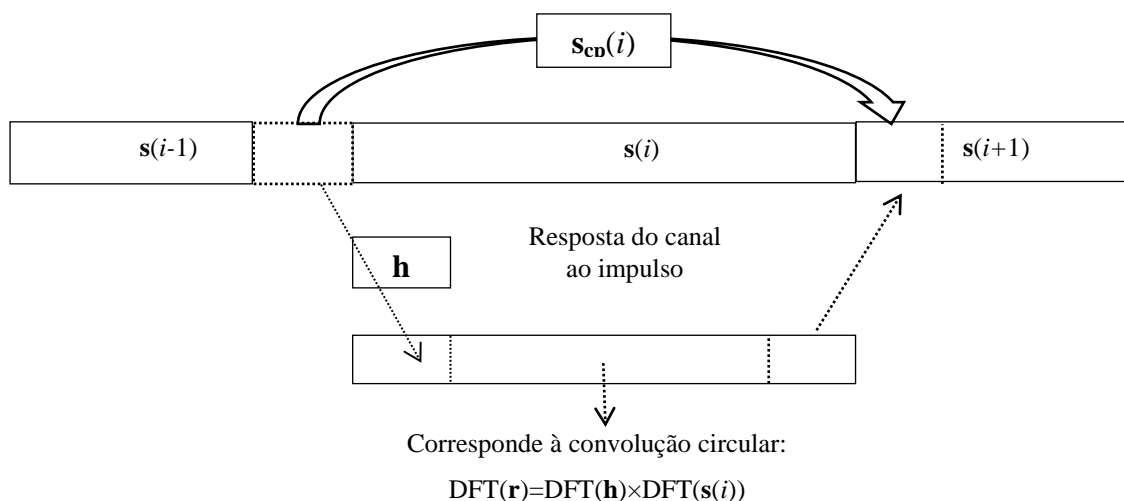 s_cp(i)
s(i-1)
s(i)
s(i+1)
h
Resposta do canal
ao impulso
Corresponde à convolução circular:
DFT(r)=DFT(h)×DFT(s(i))